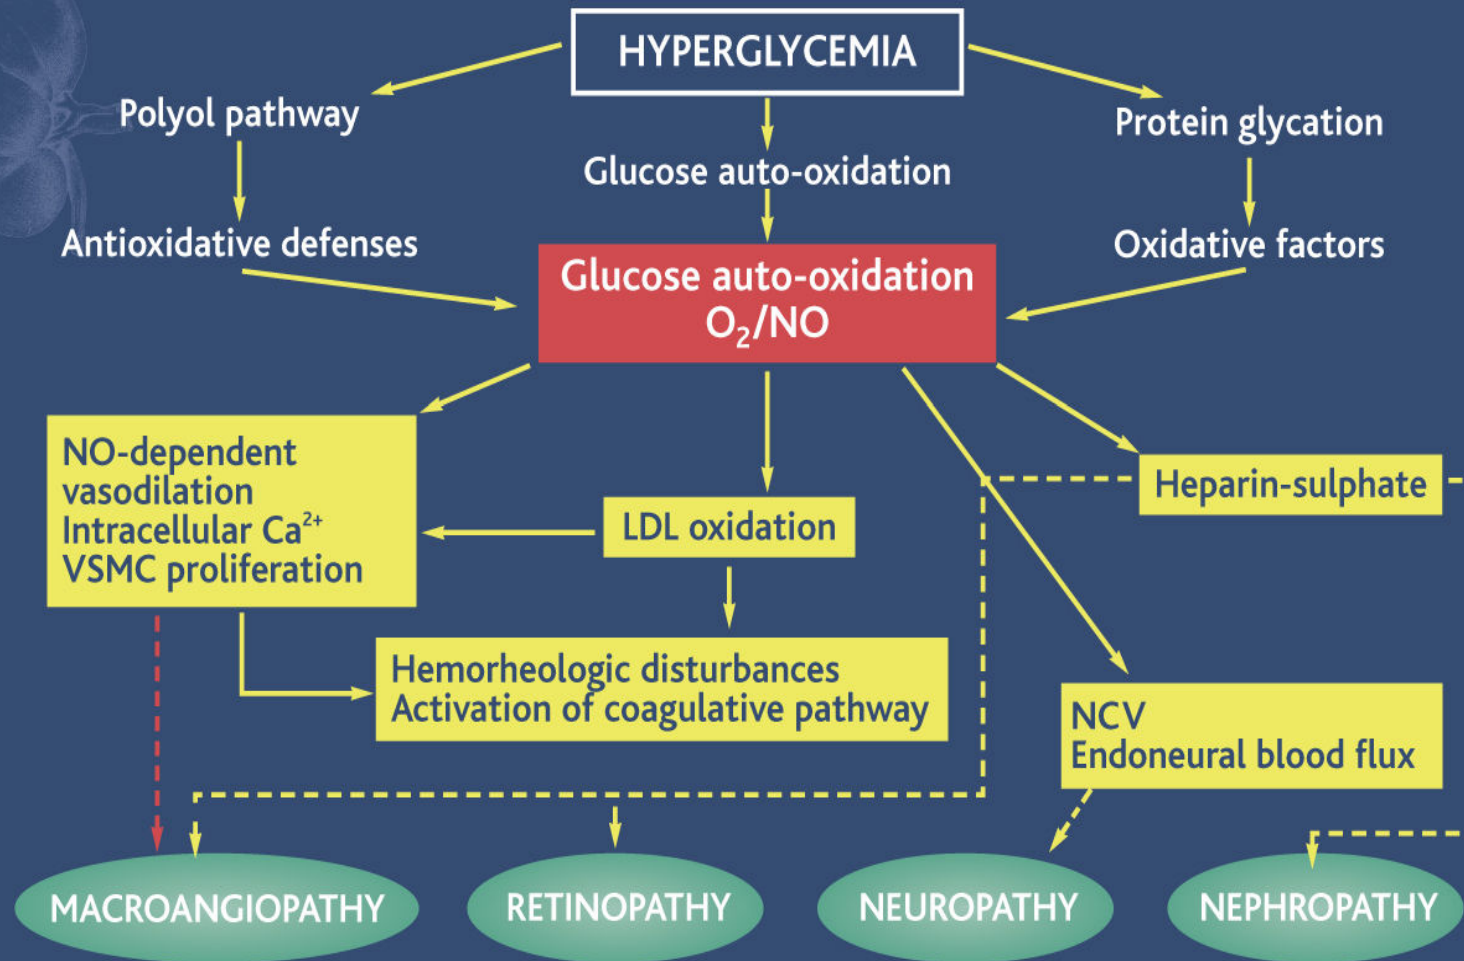 HYPERGLYCEMIA
Polyol pathway
Protein glycation
Glucose auto-oxidation
Antioxidative defenses
Oxidative factors
Glucose auto-oxidation
O₂/NO
NO-dependent
vasodilation
Intracellular Ca²⁺
VSMC proliferation
Heparin-sulphate
LDL oxidation
Hemorheologic disturbances
Activation of coagulative pathway
NCV
Endoneural blood flux
MACROANGIOPATHY
RETINOPATHY
NEUROPATHY
NEPHROPATHY